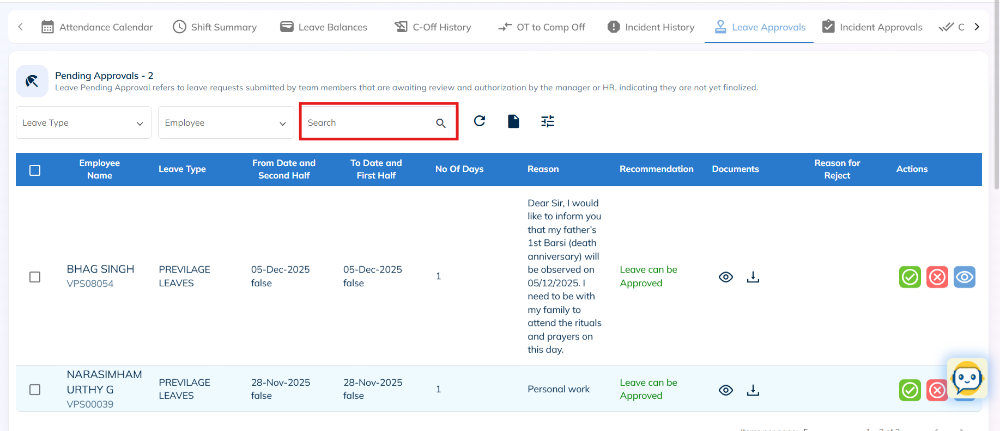 Attendance Calendar Shift Summary Leave Balances C-Off History OT to Comp Off Incident History Leave Approvals Incident Approvals C
Pending Approvals - 2
Leave Pending Approval refers to leave requests submitted by team members that are awaiting review and authorization by the manager or HR, indicating they are not yet finalized.
Leave Type Employee Search
Employee Name Leave Type From Date and Second Half To Date and First Half No Of Days Reason Recommendation Documents Reason for Reject Actions
BHAG SINGH
VPS08054
PREVILAGE
LEAVES
05-Dec-2025
false
05-Dec-2025
false
1
Dear Sir, I would
like to inform you
that my father's
1st Barsi (death
anniversary) will
be observed on
05/12/2025. I
need to be with
my family to
attend the rituals
and prayers on
this day.
Leave can be
Approved
NARASIMHAM
URTHY G
VPS00039
PREVILAGE
LEAVES
28-Nov-2025
false
28-Nov-2025
false
1
Personal work
Leave can be
Approved